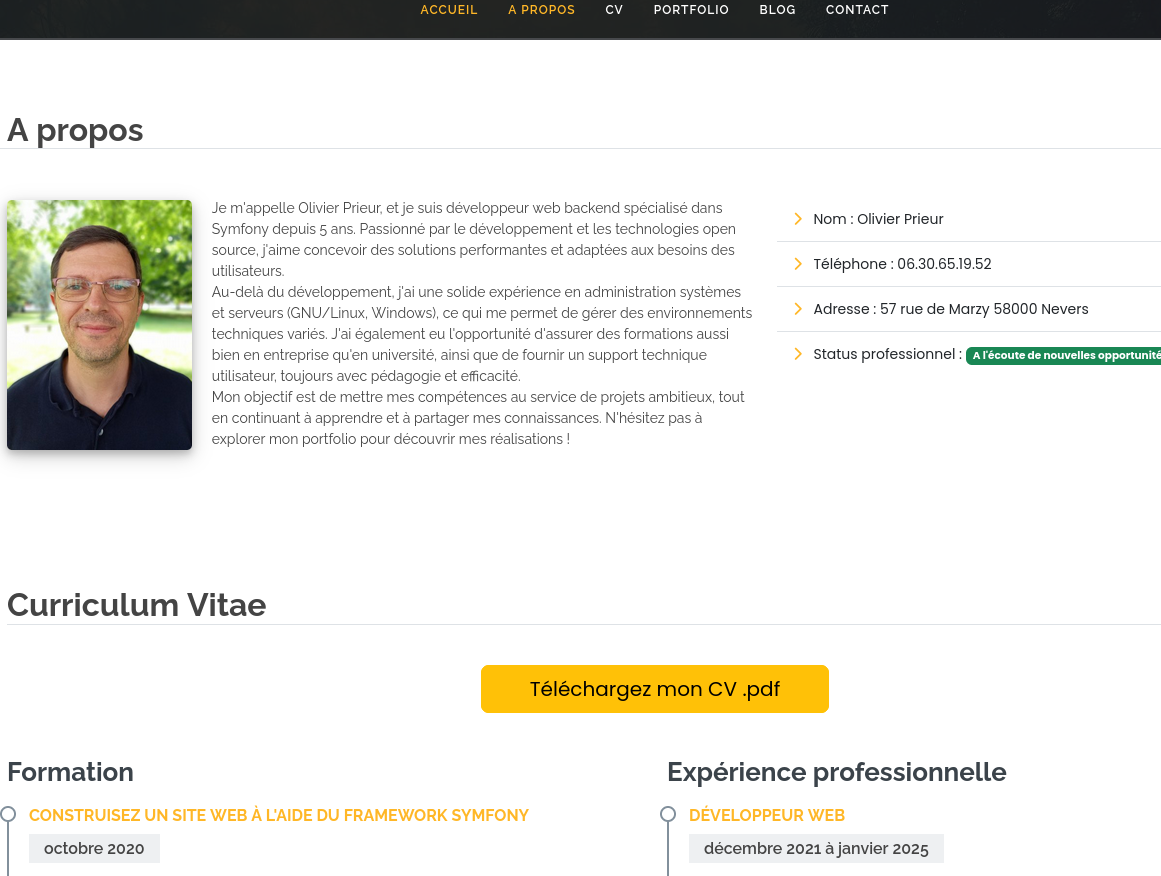 ACCUEIL A PROPOS CV PORTFOLIO BLOG CONTACT
A propos
Je m'appelle Olivier Prieur, et je suis développeur web backend spécialisé dans
Symfony depuis 5 ans. Passionné par le développement et les technologies open
source, j'aime concevoir des solutions performantes et adaptées aux besoins des
utilisateurs.
Au-delà du développement, j'ai une solide expérience en administration systèmes
et serveurs (GNU/Linux, Windows), ce qui me permet de gérer des environnements
techniques variés. J'ai également eu l'opportunité d'assurer des formations aussi
bien en entreprise qu'en université, ainsi que de fournir un support technique
utilisateur, toujours avec pédagogie et efficacité.
Mon objectif est de mettre mes compétences au service de projets ambitieux, tout
en continuant à apprendre et à partager mes connaissances. N'hésitez pas à
explorer mon portfolio pour découvrir mes réalisations !
Nom : Olivier Prieur
Téléphone : 06.30.65.19.52
Adresse : 57 rue de Marzy 58000 Nevers
Status professionnel : A l'écoute de nouvelles opportunité
Curriculum Vitae
Téléchargez mon CV .pdf
Formation
CONSTRUISEZ UN SITE WEB À L'AIDE DU FRAMEWORK SYMFONY
octobre 2020
Expérience professionnelle
DÉVELOPPEUR WEB
décembre 2021 à janvier 2025